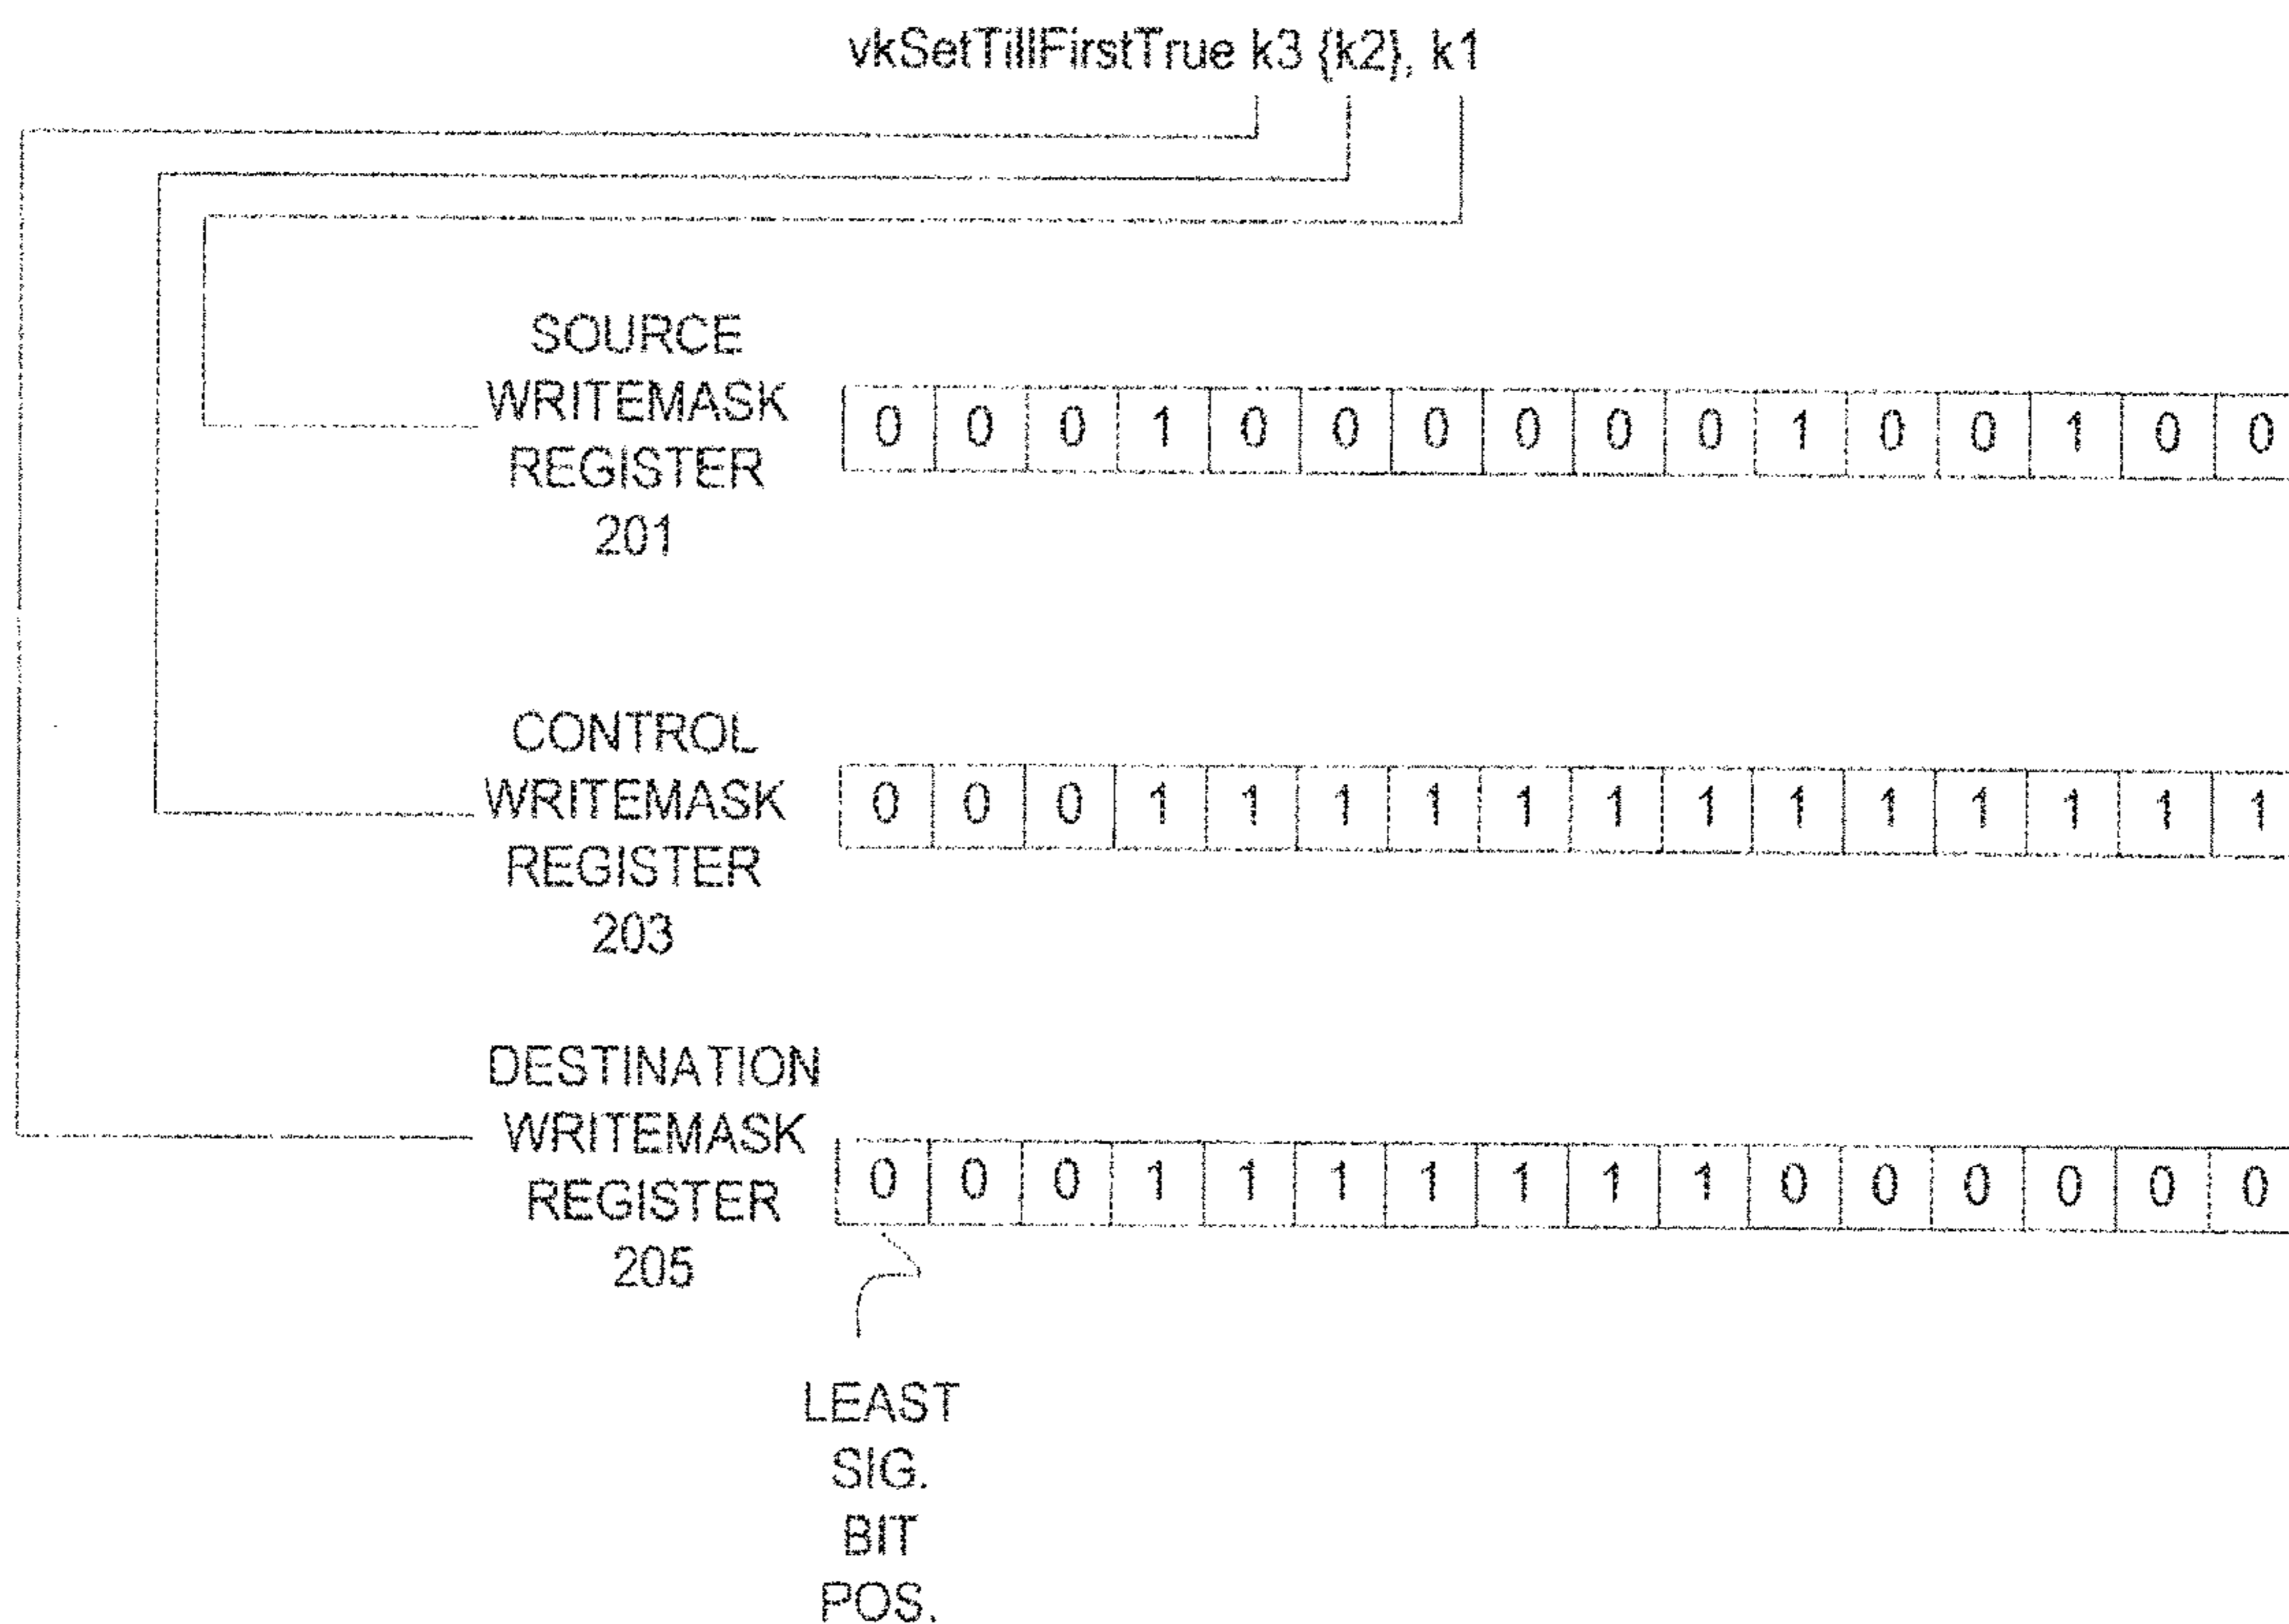 vkSetTillFirstTrue k3 {k2}, k1
SOURCE
WRITEMASK
REGISTER
201
0 0 0 1 0 0 0 0 0 0 1 0 0 1 0 0
CONTROL
WRITEMASK
REGISTER
203
0 0 0 1 1 1 1 1 1 1 1 1 1 1 1 1
DESTINATION
WRITEMASK
REGISTER
205
0 0 0 1 1 1 1 1 1 1 0 0 0 0 0 0
LEAST
SIG.
BIT
POS.